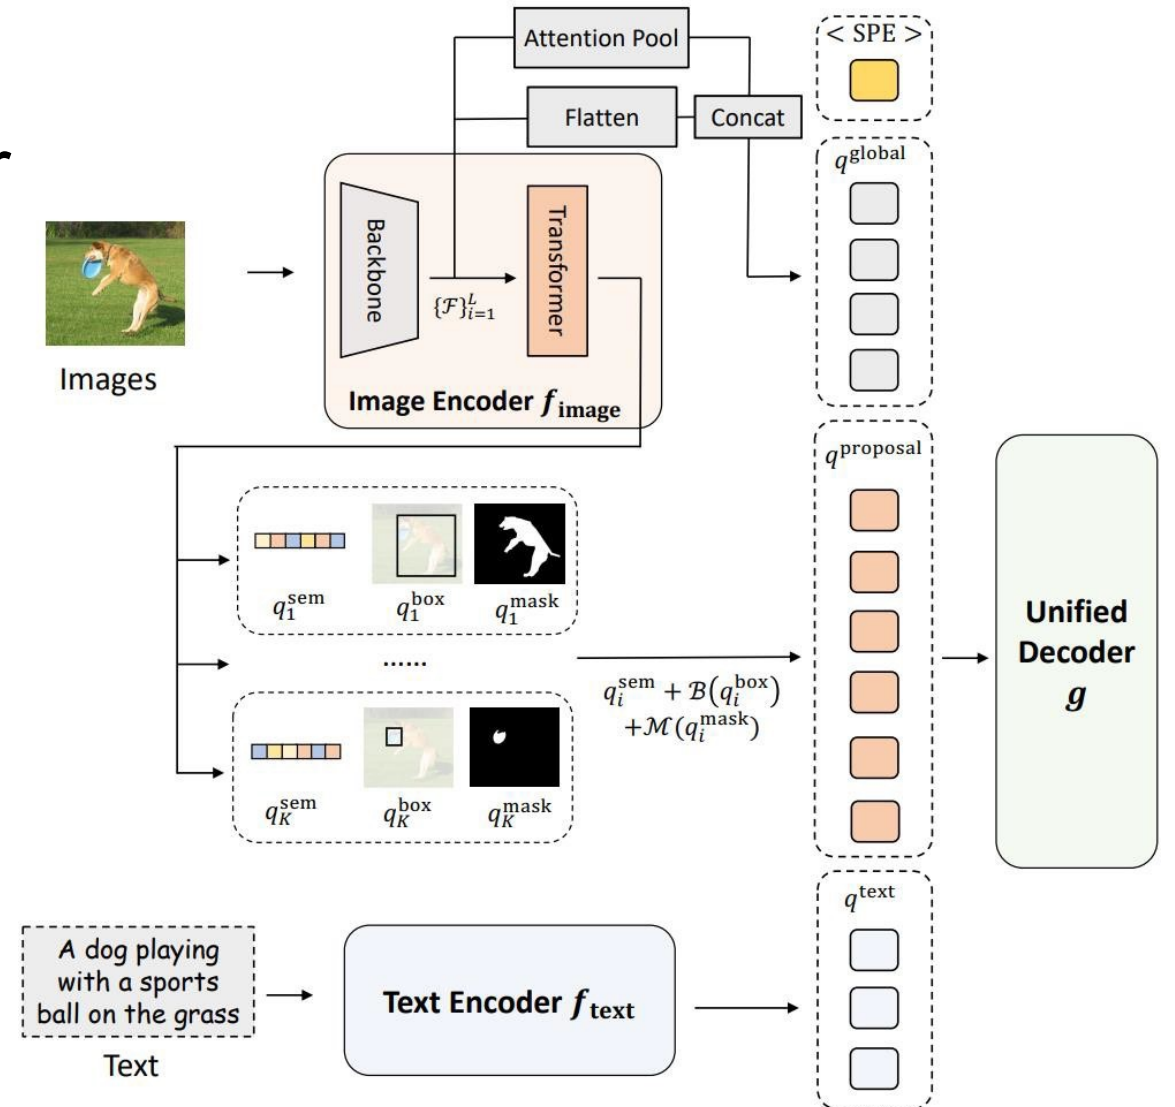 Attention Pool
Flatten
Concat
< SPE >
q^global
Backbone
{ℱ}_{i=1}^{L}
Transformer
Image Encoder f_image
Images
q_1^sem
q_1^box
q_1^mask
......
q_i^sem + ℬ(q_i^box)
+ℳ(q_i^mask)
q_K^sem
q_K^box
q_K^mask
q^proposal
Unified
Decoder
g
A dog playing
with a sports
ball on the grass
Text
Text Encoder f_text
q^text